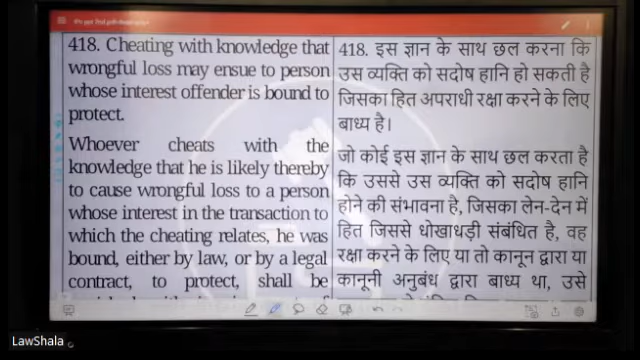 418. Cheating with knowledge that
wrongful loss may ensue to person
whose interest offender is bound to
protect.
Whoever cheats with the
knowledge that he is likely thereby
to cause wrongful loss to a person
whose interest in the transaction to
which the cheating relates, he was
bound, either by law, or by a legal
contract, to protect, shall be
418. इस ज्ञान के साथ छल करना कि
उस व्यक्ति को सदोष हानि हो सकती है
जिसका हित अपराधी रक्षा करने के लिए
बाध्य है।
जो कोई इस ज्ञान के साथ छल करता है
कि उससे उस व्यक्ति को सदोष हानि
होने की संभावना है, जिसका लेन-देन में
हित जिससे धोखाधड़ी संबंधित है, वह
रक्षा करने के लिए या तो कानून द्वारा या
कानूनी अनुबंध द्वारा बाध्य था, उसे
LawShala